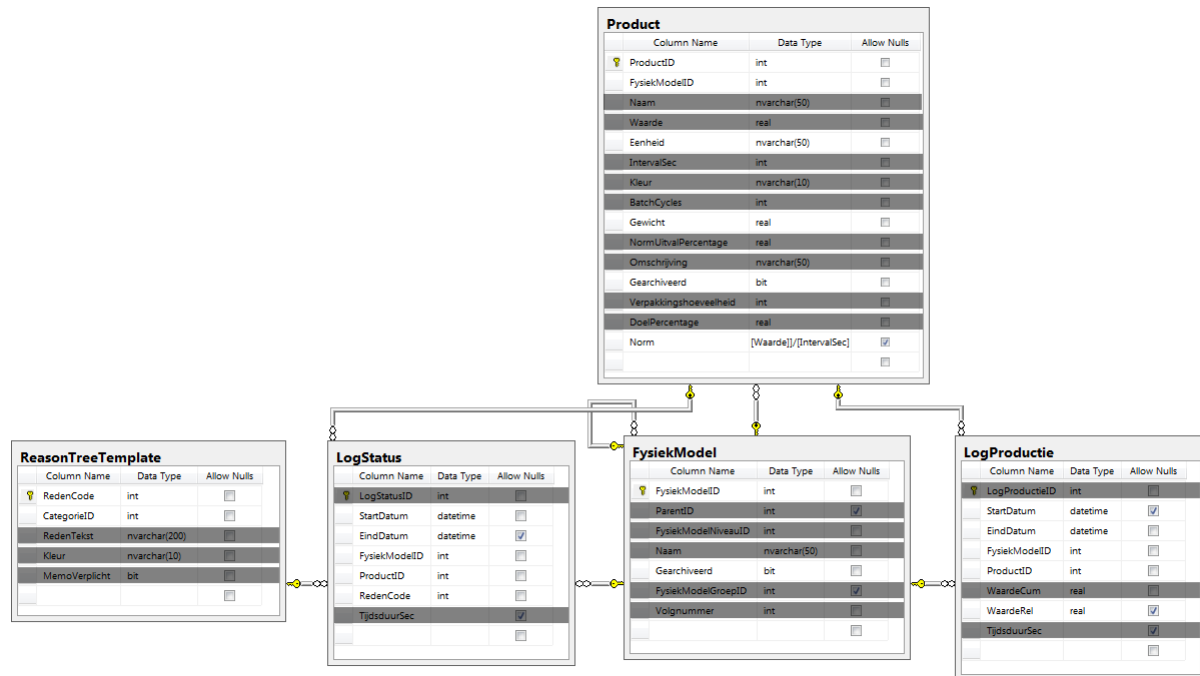 Product
Column Name Data Type Allow Nulls
ProductID int
FysiekModelID int
Naam nvarchar(50)
Waarde real
Eenheid nvarchar(50)
IntervalSec int
Kleur nvarchar(10)
BatchCycles int
Gewicht real
NormUitvalPercentage real
Omschrijving nvarchar(50)
Gearchiveerd bit
Verpakkingshoeveelheid int
DoelPercentage real
Norm [Waarde]]/[IntervalSec]
ReasonTreeTemplate
Column Name Data Type Allow Nulls
RedenCode int
CategorieID int
RedenTekst nvarchar(200)
Kleur nvarchar(10)
MemoVerplicht bit
LogStatus
Column Name Data Type Allow Nulls
LogStatusID int
StartDatum datetime
EindDatum datetime
FysiekModelID int
ProductID int
RedenCode int
TijdsduurSec
FysiekModel
Column Name Data Type Allow Nulls
FysiekModelID int
ParentID int
FysiekModelNiveauID int
Naam nvarchar(50)
Gearchiveerd bit
FysiekModelGroepID int
Volgnummer int
LogProductie
Column Name Data Type Allow Nulls
LogProductieID int
StartDatum datetime
EindDatum datetime
FysiekModelID int
ProductID int
WaardeCum real
WaardeRel real
TijdsduurSec